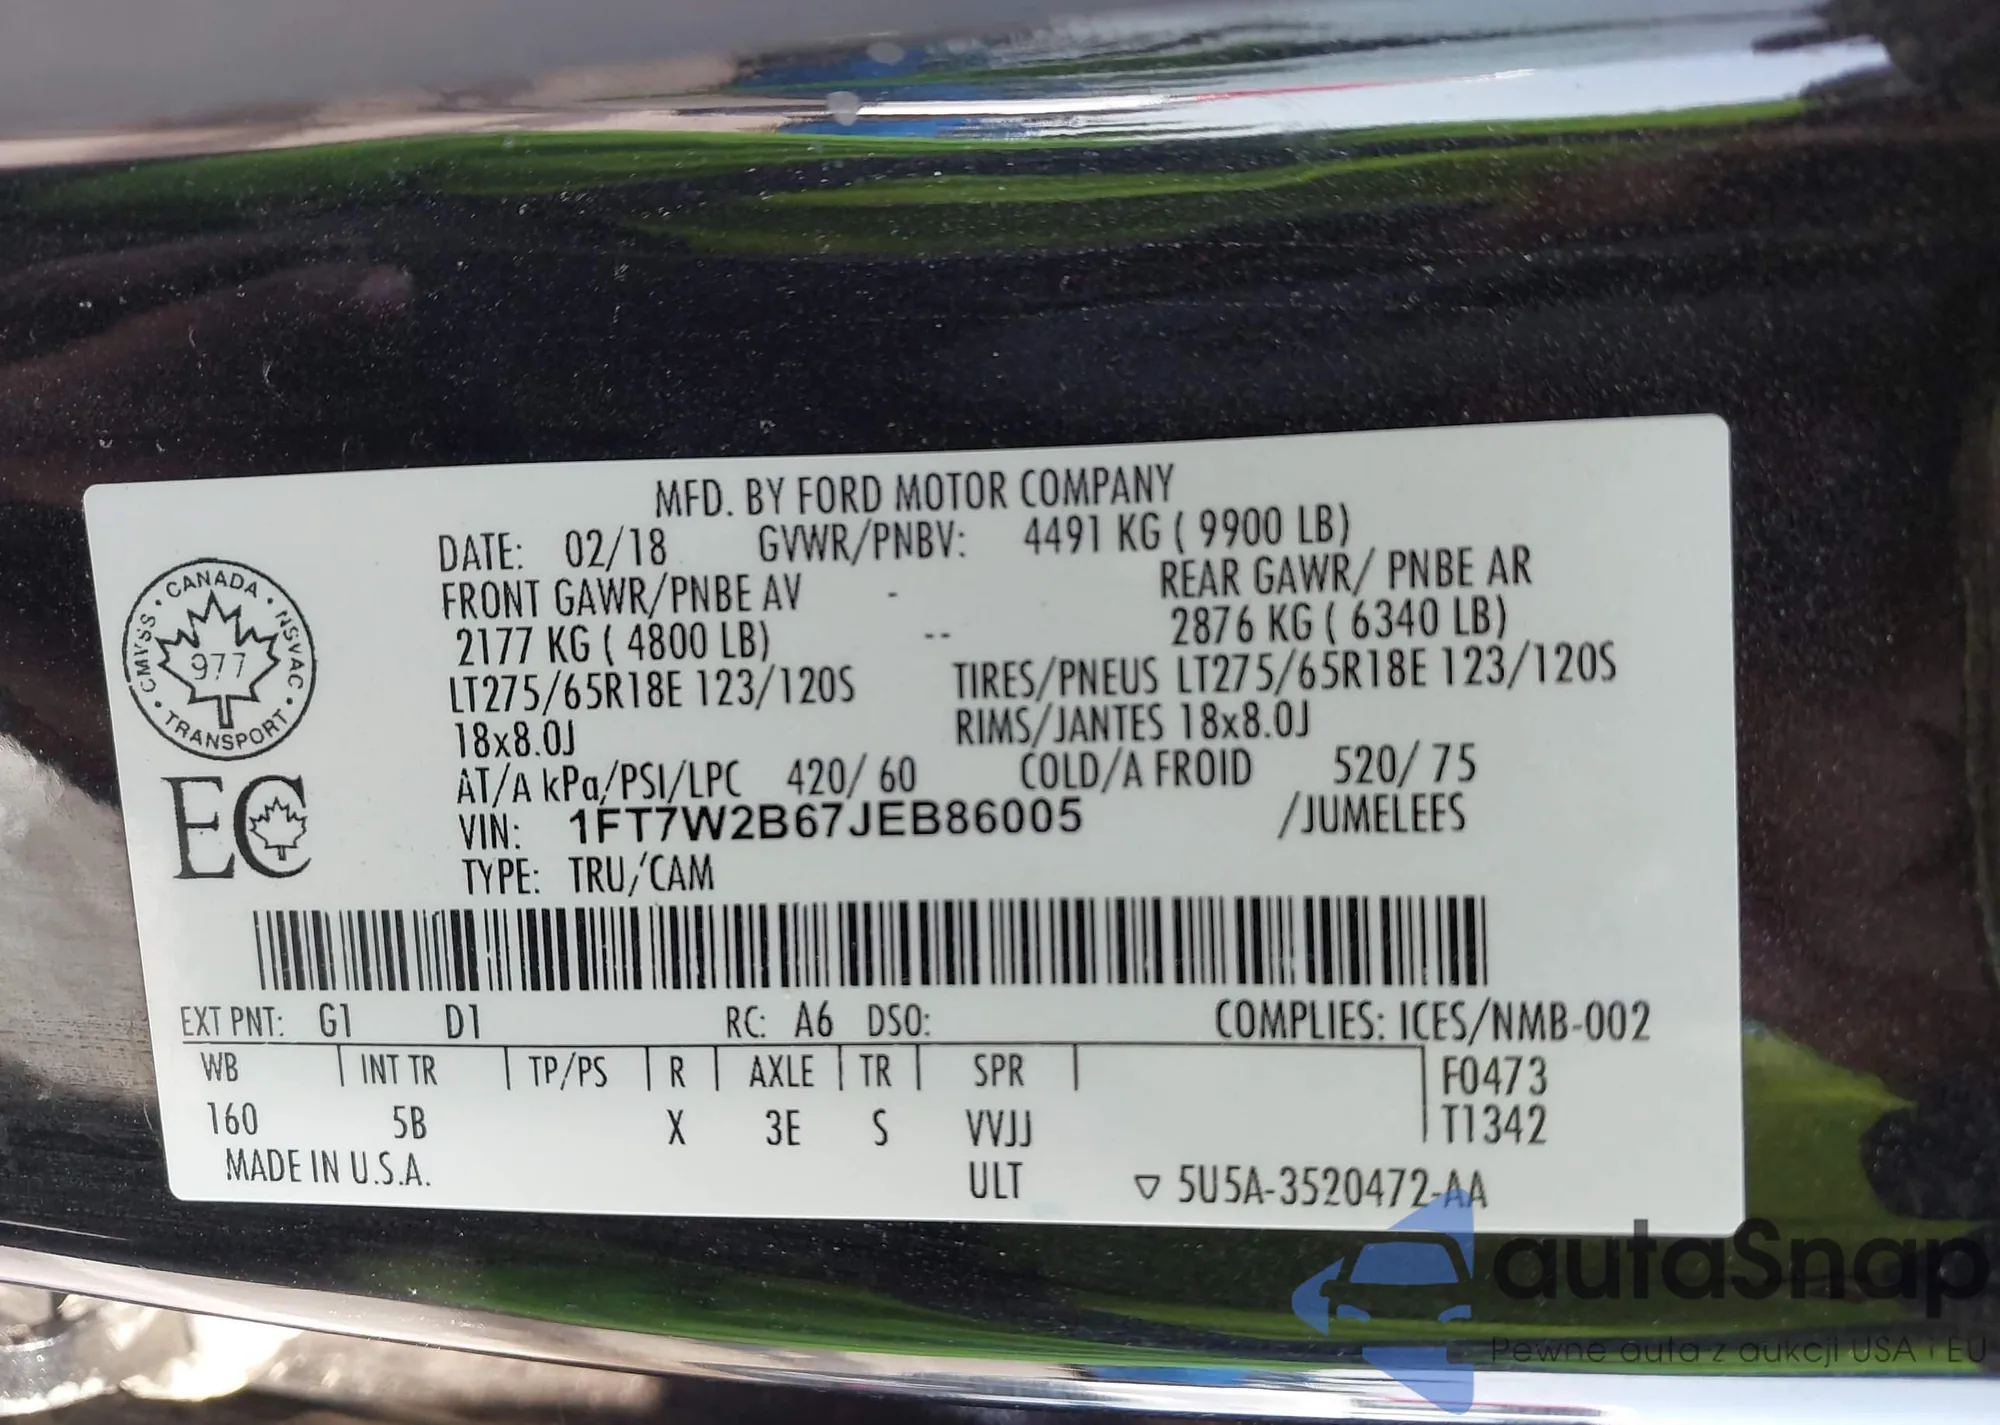 MFD. BY FORD MOTOR COMPANY
DATE: 02/18 GVWR/PNBV: 4491 KG ( 9900 LB)
FRONT GAWR/PNBE AV - REAR GAWR/ PNBE AR
2177 KG ( 4800 LB) -- 2876 KG ( 6340 LB)
LT275/65R18E 123/120S TIRES/PNEUS LT275/65R18E 123/120S
18x8.0J RIMS/JANTES 18x8.0J
AT/A kPa/PSI/LPC 420/ 60 COLD/A FROID 520/ 75
VIN: 1FT7W2B67JEB86005 /JUMELEES
TYPE: TRU/CAM
CANADA
CMVSS • NSVAC
977
TRANSPORT
EC
EXT PNT: G1 D1 RC: A6 DSO: COMPLIES: ICES/NMB-002
WB INT TR TP/PS R AXLE TR SPR F0473
160 5B X 3E S VVJJ T1342
MADE IN U.S.A. ULT ▽ 5U5A-3520472-AA
autaSnap
Pewne auta z aukcji USA i EU